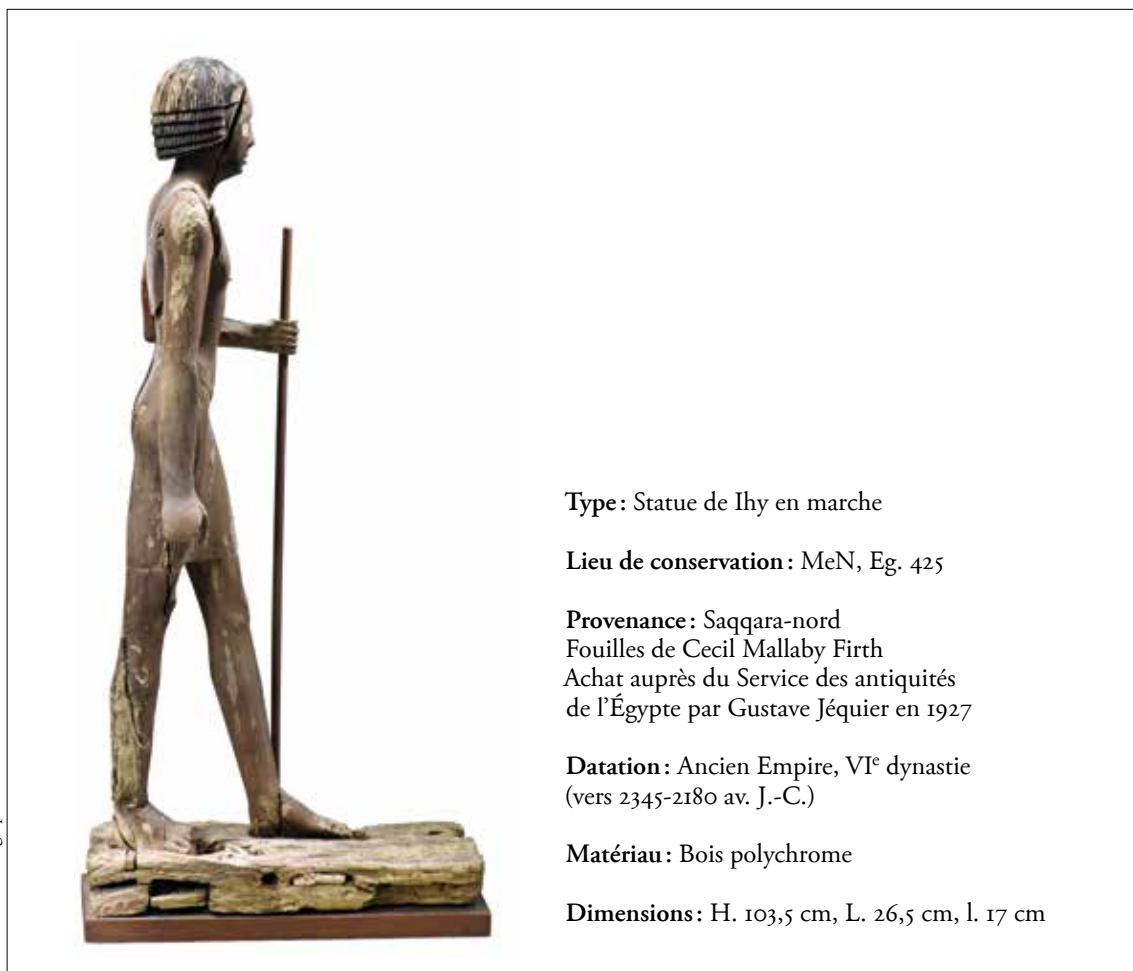 Type : Statue de Ihy en marche
Lieu de conservation : MeN, Eg. 425
Provenance : Saqqara-nord
Fouilles de Cecil Mallaby Firth
Achat auprès du Service des antiquités
de l’Égypte par Gustave Jéquier en 1927
Datation : Ancien Empire, VIᵉ dynastie
(vers 2345-2180 av. J.-C.)
Matériau : Bois polychrome
Dimensions : H. 103,5 cm, L. 26,5 cm, l. 17 cm